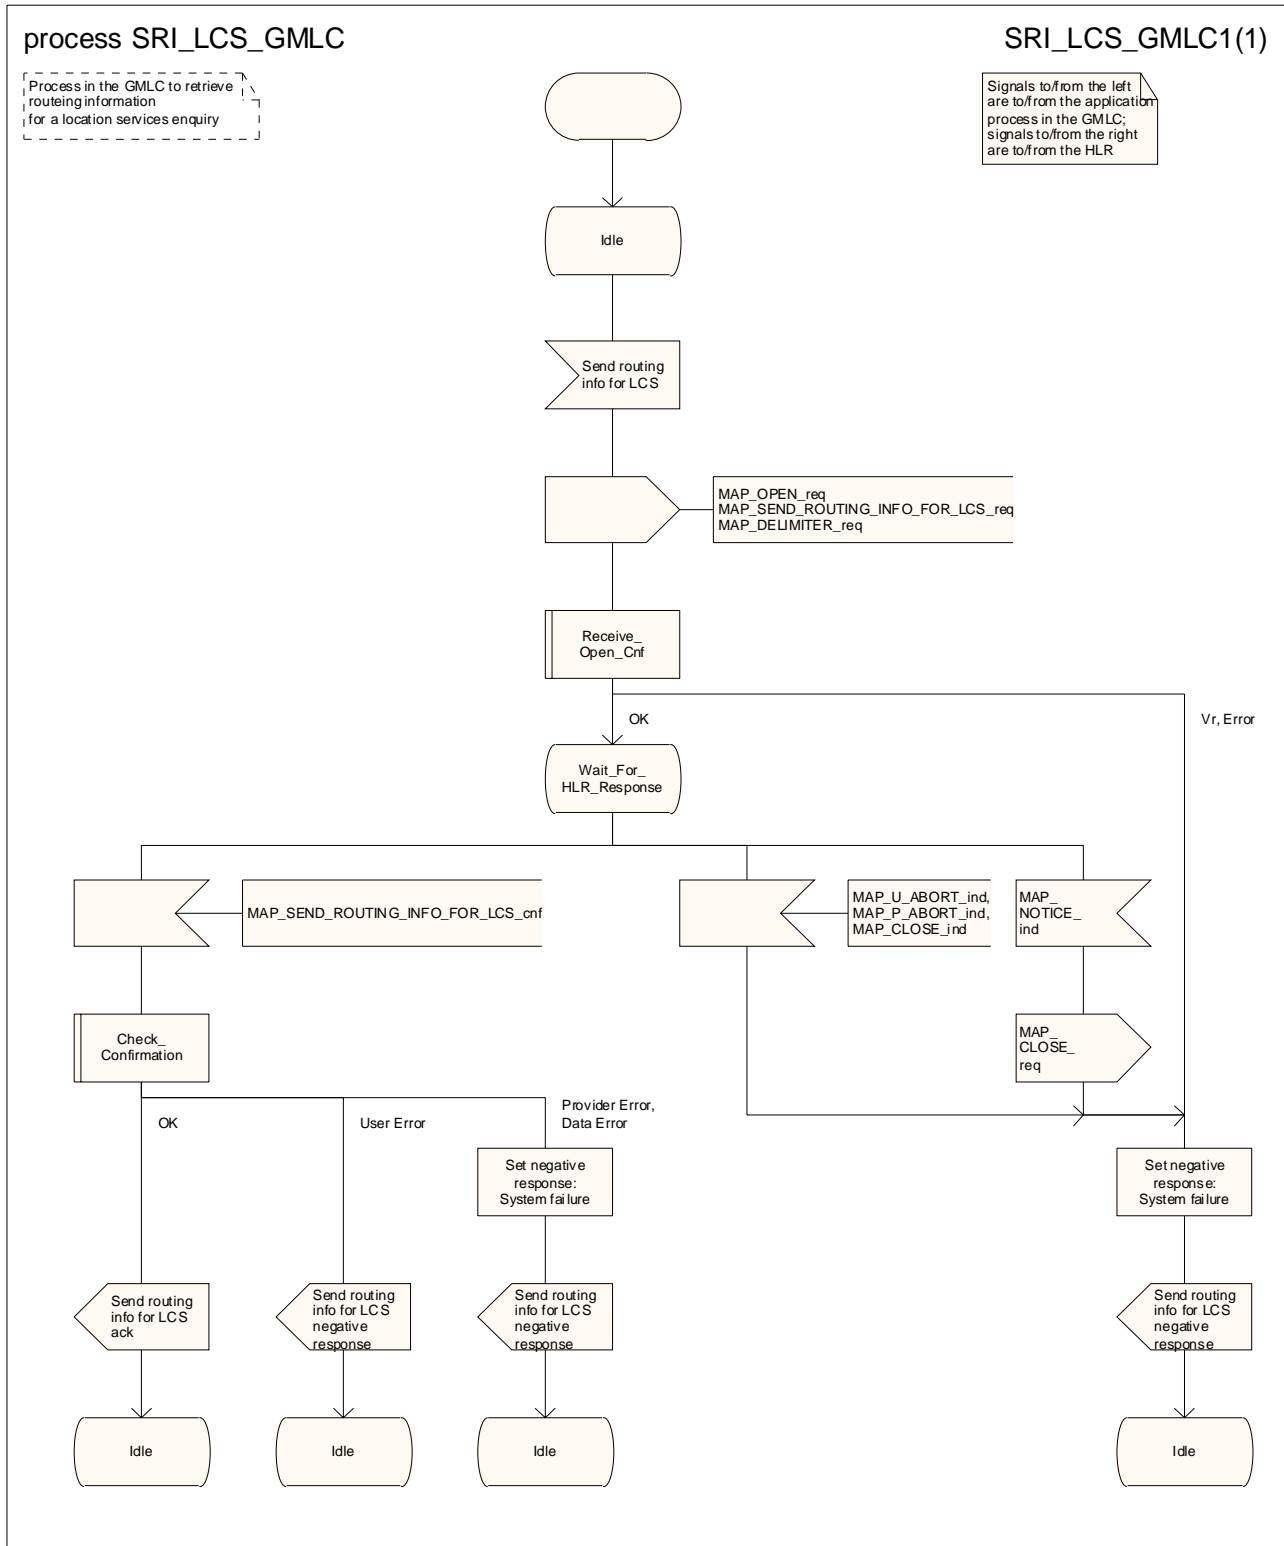 process SRI_LCS_GMLC
SRI_LCS_GMLC1(1)
Process in the GMLC to retrieve
routeing information
for a location services enquiry
Signals to/from the left
are to/from the application
process in the GMLC;
signals to/from the right
are to/from the HLR
Idle
Send routing
info for LCS
MAP_OPEN_req
MAP_SEND_ROUTING_INFO_FOR_LCS_req
MAP_DELIMITER_req
Receive_
Open_Cnf
OK
Vr, Error
Wait_For_
HLR_Response
MAP_SEND_ROUTING_INFO_FOR_LCS_cnf
MAP_U_ABORT_ind,
MAP_P_ABORT_ind,
MAP_CLOSE_ind
MAP_
NOTICE_
ind
Check_
Confirmation
MAP_
CLOSE_
req
OK
User Error
Provider Error,
Data Error
Set negative
response:
System failure
Set negative
response:
System failure
Send routing
info for LCS
ack
Send routing
info for LCS
negative
response
Send routing
info for LCS
negative
response
Send routing
info for LCS
negative
response
Idle
Idle
Idle
Idle